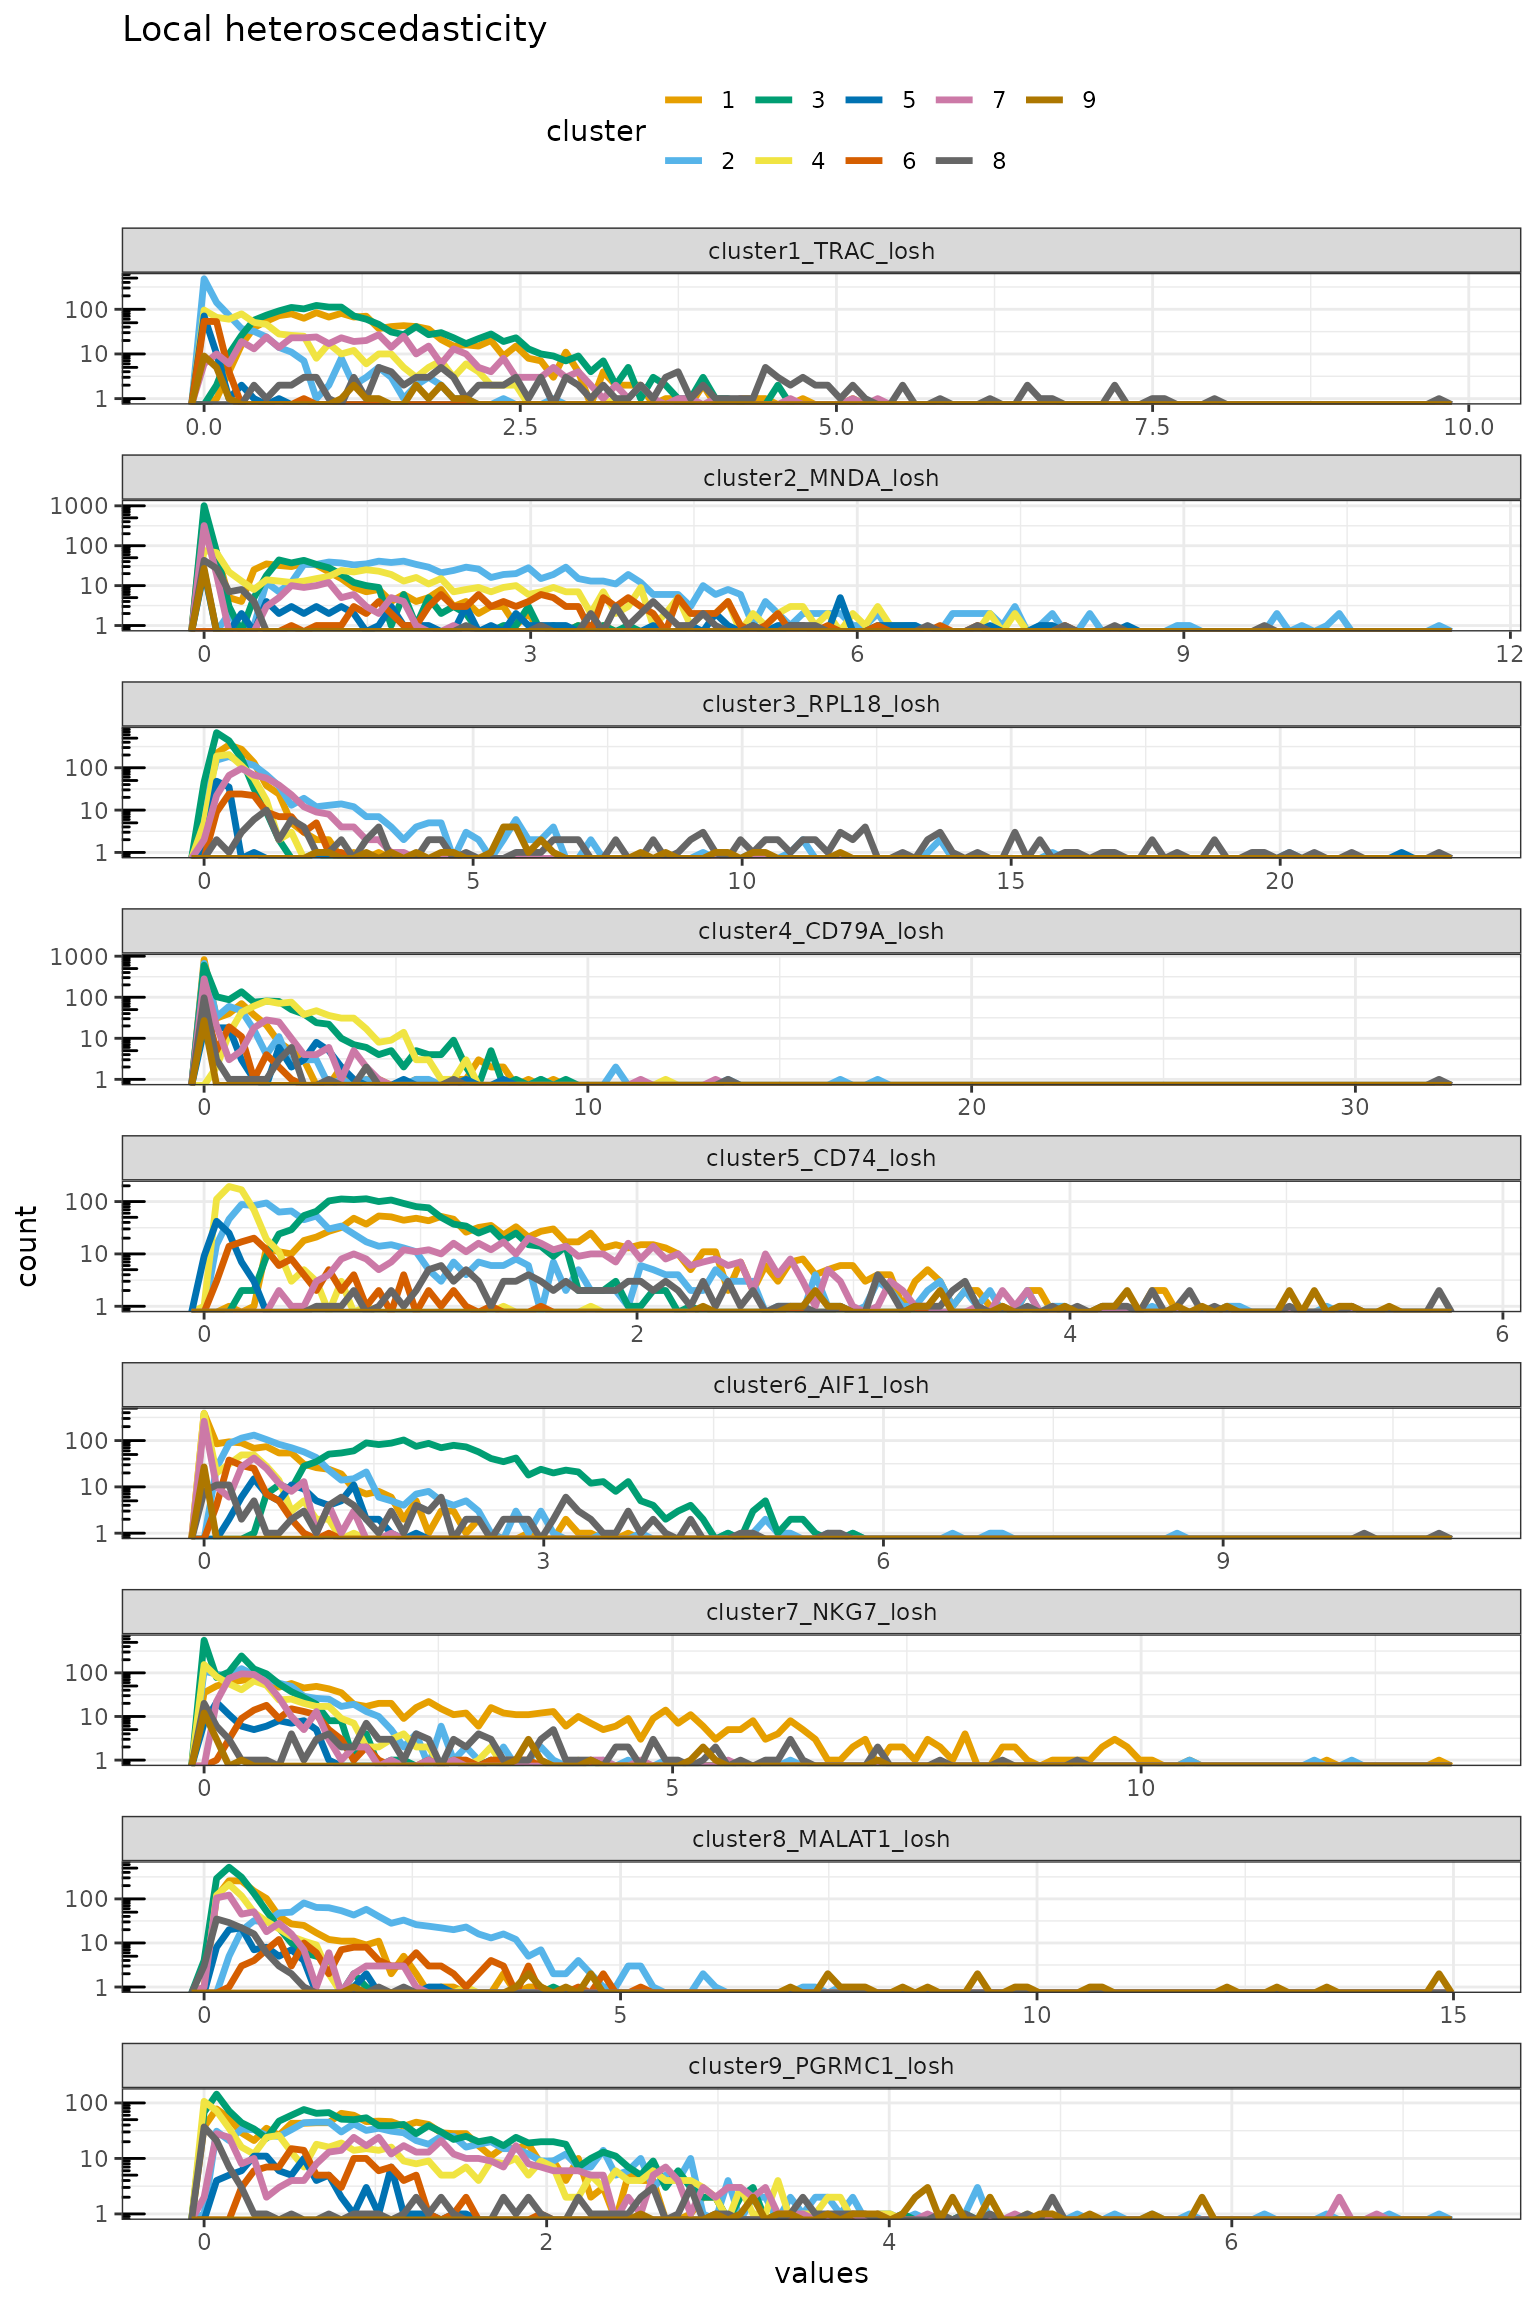 Local heteroscedasticity
cluster
1 3 5 7 9
2 4 6 8
cluster1_TRAC_losh
100
10
1
0.0 2.5 5.0 7.5 10.0
cluster2_MNDA_losh
1000
100
10
1
0 3 6 9 12
cluster3_RPL18_losh
100
10
1
0 5 10 15 20
cluster4_CD79A_losh
1000
100
10
1
0 10 20 30
cluster5_CD74_losh
100
10
1
0 2 4 6
count
cluster6_AIF1_losh
100
10
1
0 3 6 9
cluster7_NKG7_losh
100
10
1
0 5 10
cluster8_MALAT1_losh
100
10
1
0 5 10 15
cluster9_PGRMC1_losh
100
10
1
0 2 4 6
values